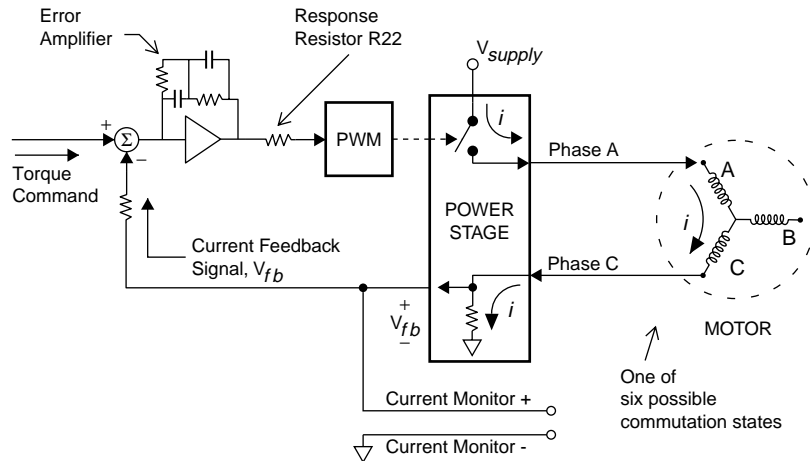 Error
Amplifier
Response
Resistor R22
Vsupply
+
Σ
−
Torque
Command
PWM
i
Phase A
A
B
C
i
POWER
STAGE
Current Feedback
Signal, Vfb
Phase C
+
Vfb
−
i
MOTOR
One of
six possible
commutation states
Current Monitor +
Current Monitor -